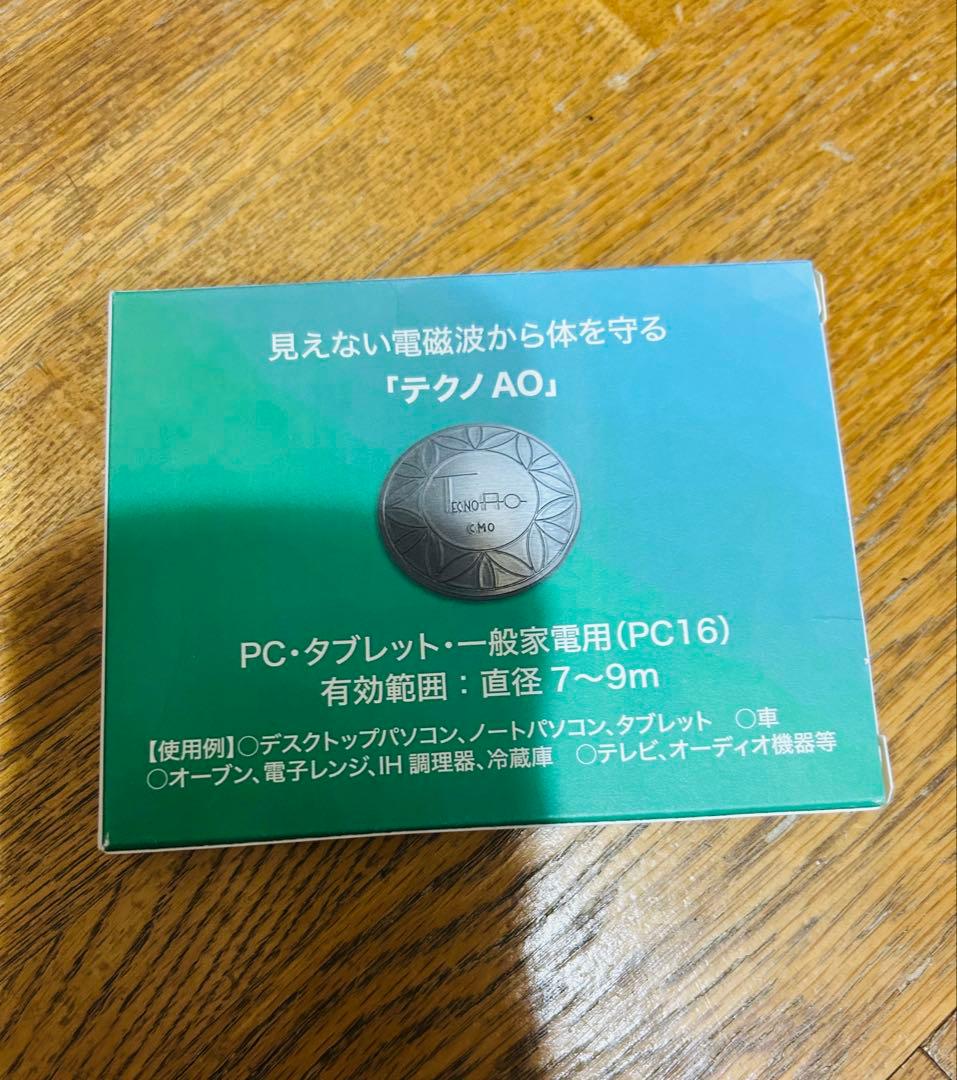 見えない電磁波から体を守る
「テクノAO」
TECNO AO
CMO
PC・タブレット・一般家電用(PC16)
有効範囲：直径7〜9m
【使用例】○デスクトップパソコン、ノートパソコン、タブレット　○車
○オーブン、電子レンジ、IH調理器、冷蔵庫　○テレビ、オーディオ機器等